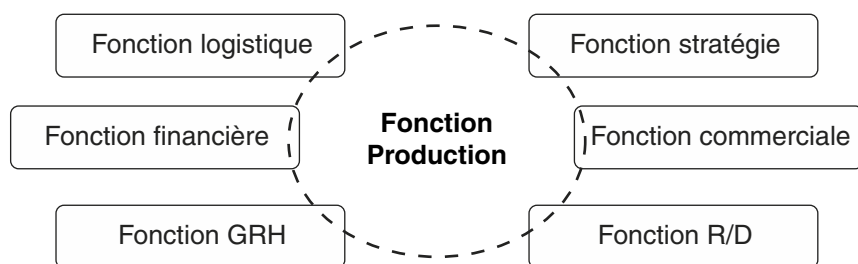 Fonction logistique
Fonction stratégie
Fonction financière
Fonction
Production
Fonction commerciale
Fonction GRH
Fonction R/D